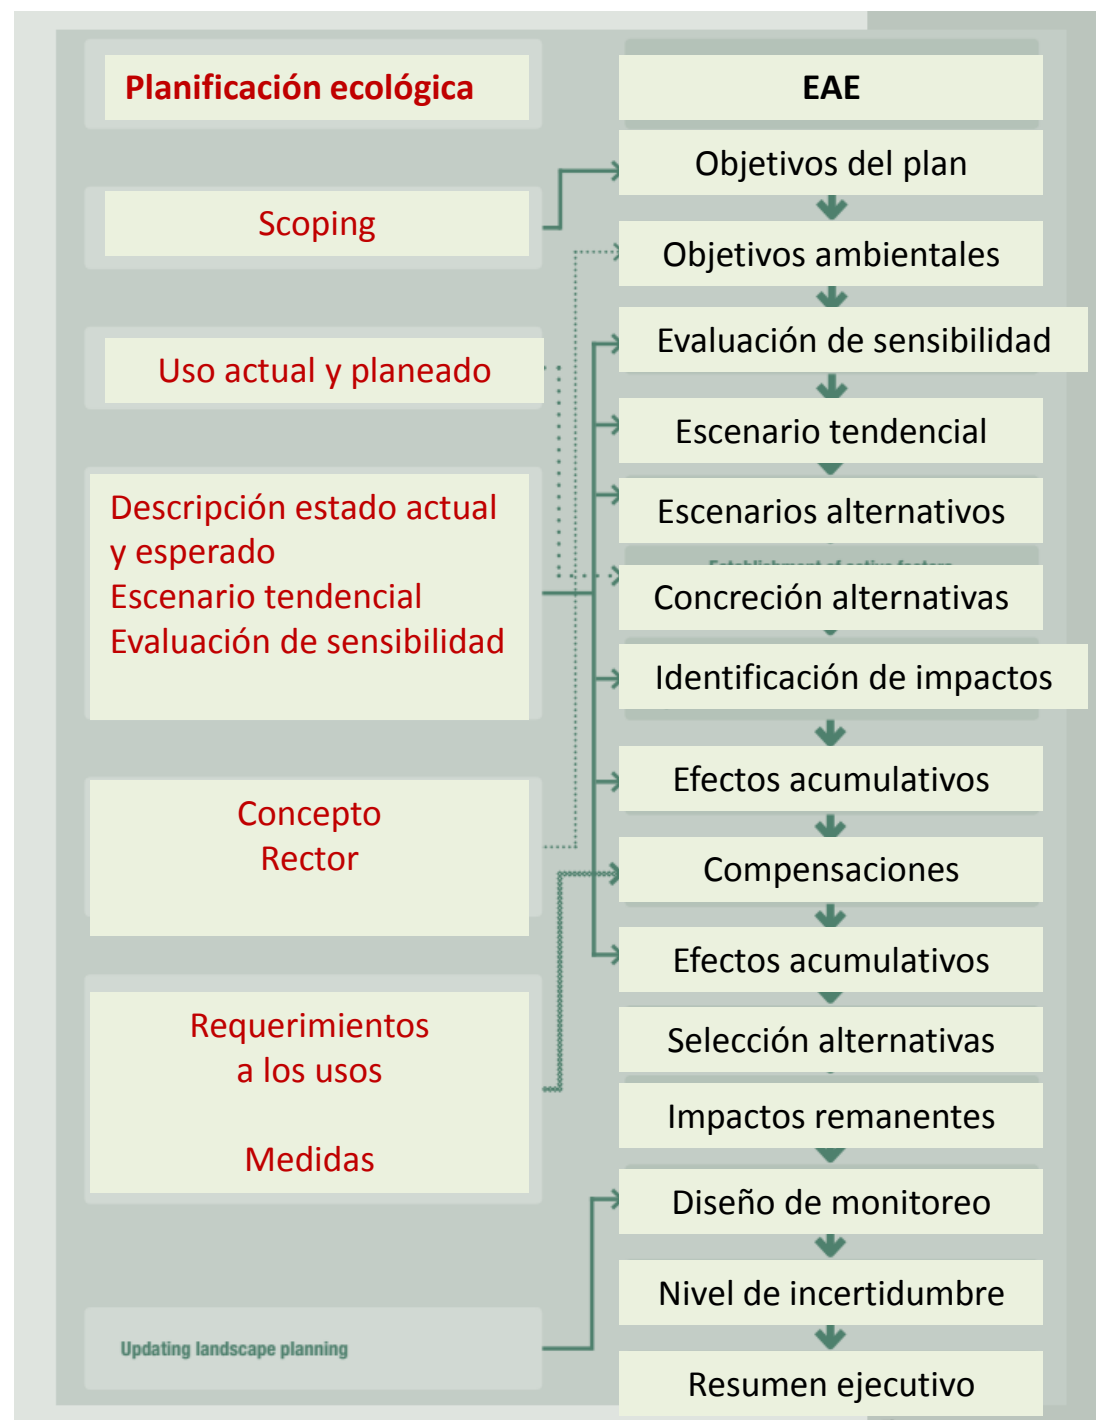 Planificación ecológica
Scoping
Uso actual y planeado
Descripción estado actual
y esperado
Escenario tendencial
Evaluación de sensibilidad
Concepto
Rector
Requerimientos
a los usos
Medidas
Updating landscape planning
EAE
Objetivos del plan
Objetivos ambientales
Evaluación de sensibilidad
Escenario tendencial
Escenarios alternativos
Concreción alternativas
Identificación de impactos
Efectos acumulativos
Compensaciones
Efectos acumulativos
Selección alternativas
Impactos remanentes
Diseño de monitoreo
Nivel de incertidumbre
Resumen ejecutivo